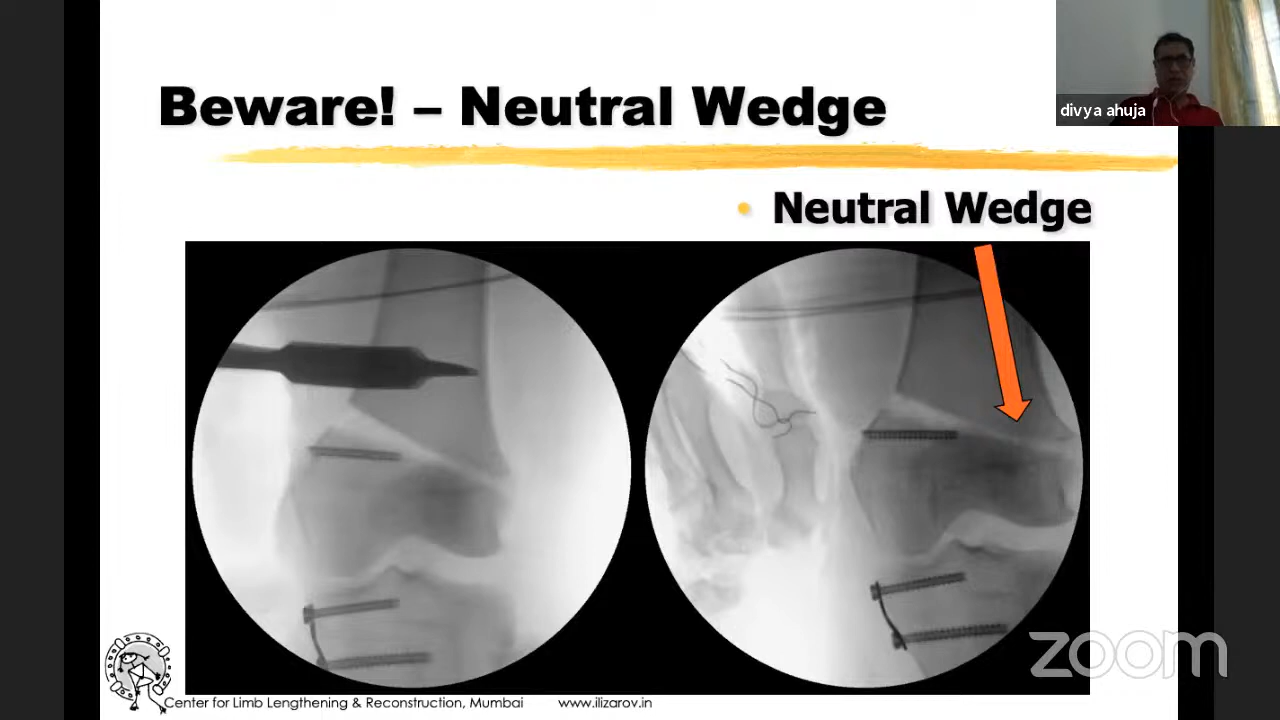 Beware! – Neutral Wedge
divya ahuja
• Neutral Wedge
zoom
Center for Limb Lengthening & Reconstruction, Mumbai www.ilizarov.in